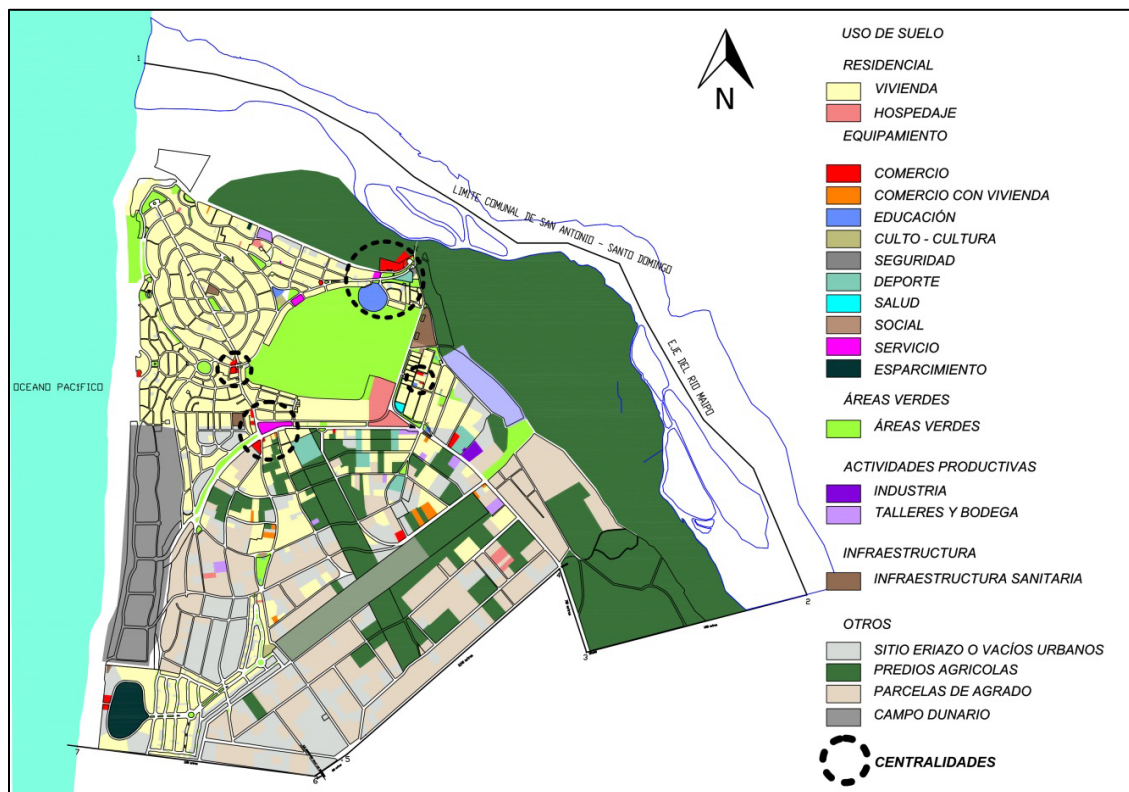 1
N
LIMITE COMUNAL DE SAN ANTONIO - SANTO DOMINGO
EJE DEL RIO MAIPO
OCEANO PACIFICO
2
3
4
5
6
7
USO DE SUELO
RESIDENCIAL
VIVIENDA
HOSPEDAJE
EQUIPAMIENTO
COMERCIO
COMERCIO CON VIVIENDA
EDUCACIÓN
CULTO - CULTURA
SEGURIDAD
DEPORTE
SALUD
SOCIAL
SERVICIO
ESPARCIMIENTO
ÁREAS VERDES
ÁREAS VERDES
ACTIVIDADES PRODUCTIVAS
INDUSTRIA
TALLERES Y BODEGA
INFRAESTRUCTURA
INFRAESTRUCTURA SANITARIA
OTROS
SITIO ERIAZO O VACÍOS URBANOS
PREDIOS AGRICOLAS
PARCELAS DE AGRADO
CAMPO DUNARIO
CENTRALIDADES